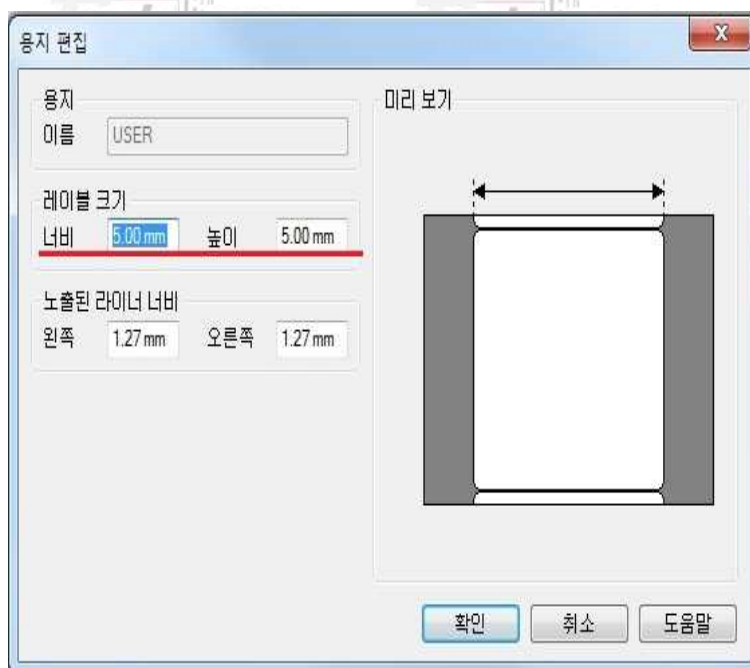 용지 편집
용지
이름 USER
레이블 크기
너비 5.00 mm 높이 5.00 mm
노출된 라이너 너비
왼쪽 1.27 mm 오른쪽 1.27 mm
미리 보기
확인 취소 도움말